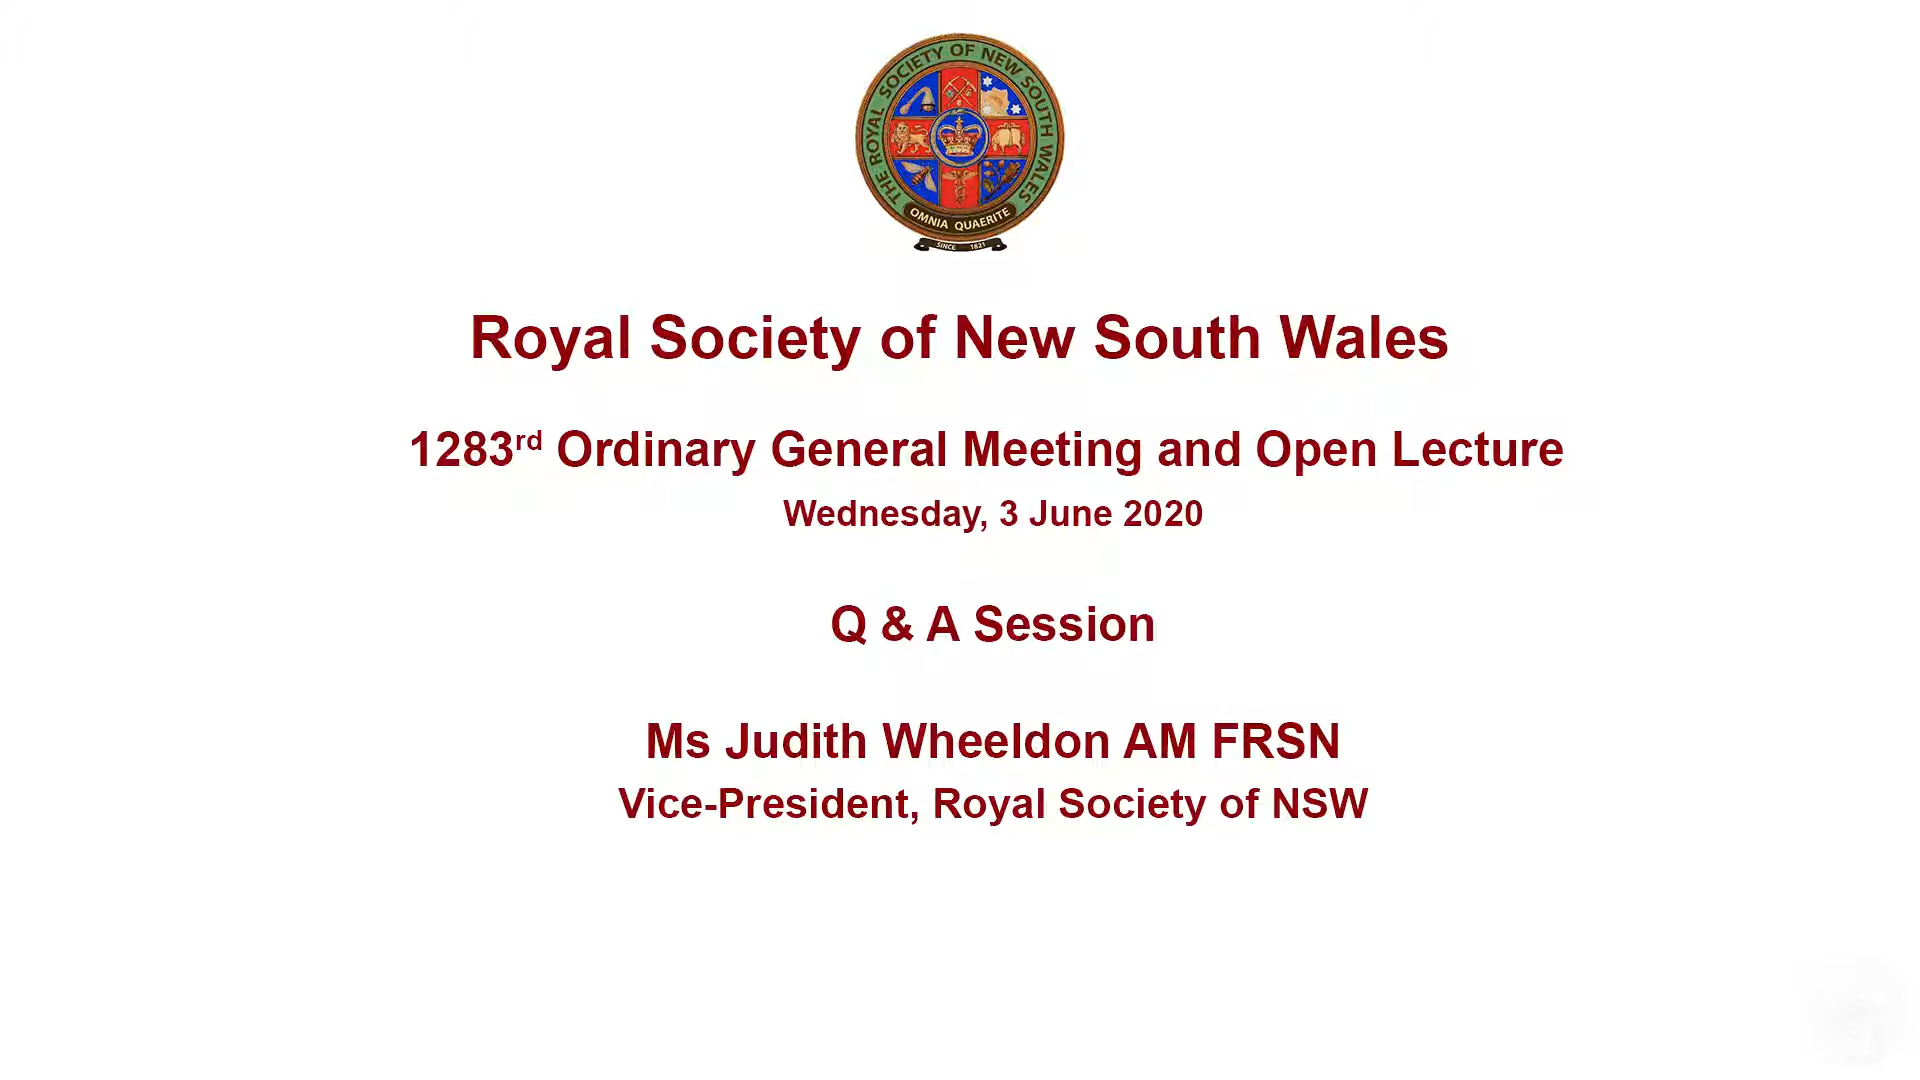 THE ROYAL SOCIETY OF NEW SOUTH WALES
OMNIA QUAERITE
SINCE 1821
Royal Society of New South Wales
1283rd Ordinary General Meeting and Open Lecture
Wednesday, 3 June 2020
Q & A Session
Ms Judith Wheeldon AM FRSN
Vice-President, Royal Society of NSW